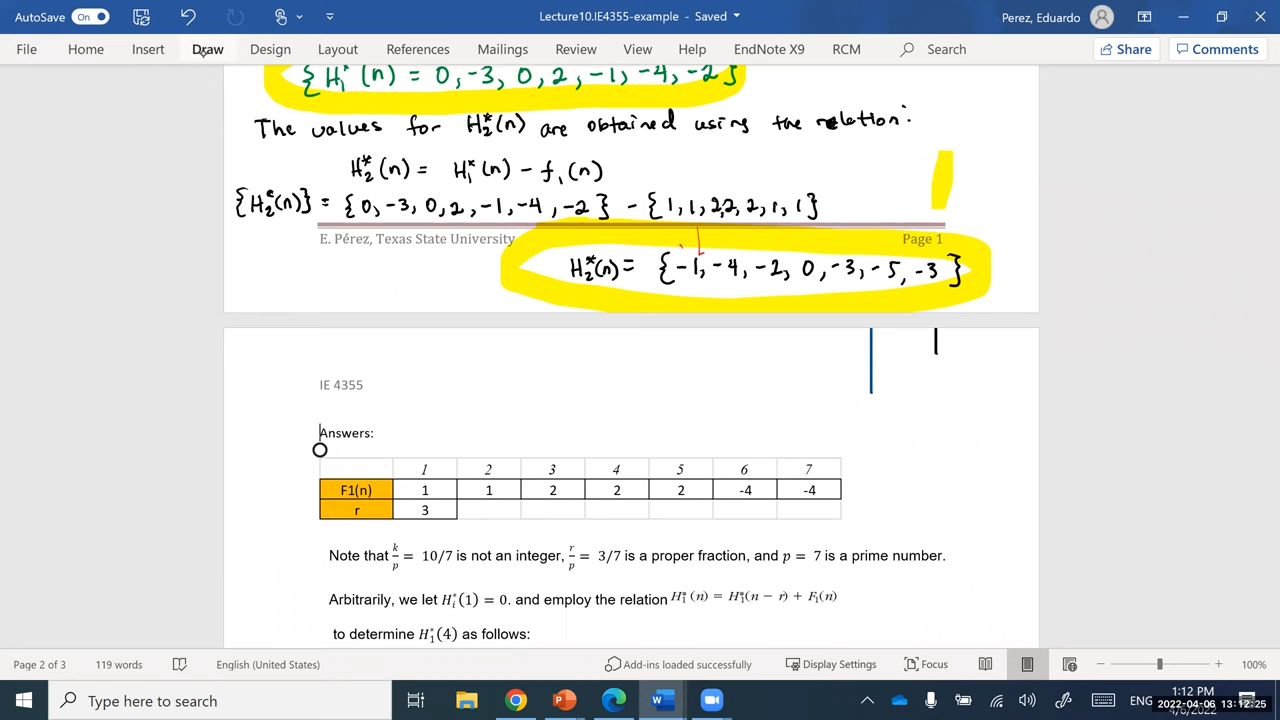 AutoSave On
Lecture10.IE4355-example - Saved
Perez, Eduardo
File Home Insert Draw Design Layout References Mailings Review View Help EndNote X9 RCM Search Share Comments
{H₁*(n) = 0, -3, 0, 2, -1, -4, -2}
The values for H₂*(n) are obtained using the relation:
H₂*(n) = H₁*(n) - f₁(n)
{H₂*(n)} = {0, -3, 0, 2, -1, -4, -2} - {1, 1, 2, 2, 2, 1, 1}
E. Pérez, Texas State University Page 1
H₂*(n) = {-1, -4, -2, 0, -3, -5, -3}
IE 4355
Answers:
1 2 3 4 5 6 7
F1(n) 1 1 2 2 2 -4 -4
r 3
Note that k/p = 10/7 is not an integer, r/p = 3/7 is a proper fraction, and p = 7 is a prime number.
Arbitrarily, we let Hᵢ*(1) = 0. and employ the relation H₁*(n) = H₁*(n − r) + F₁(n)
to determine H₁*(4) as follows:
Page 2 of 3 119 words English (United States) Add-ins loaded successfully Display Settings Focus 100%
Type here to search
ENG
1:12 PM
2022-04-06 13:12:25